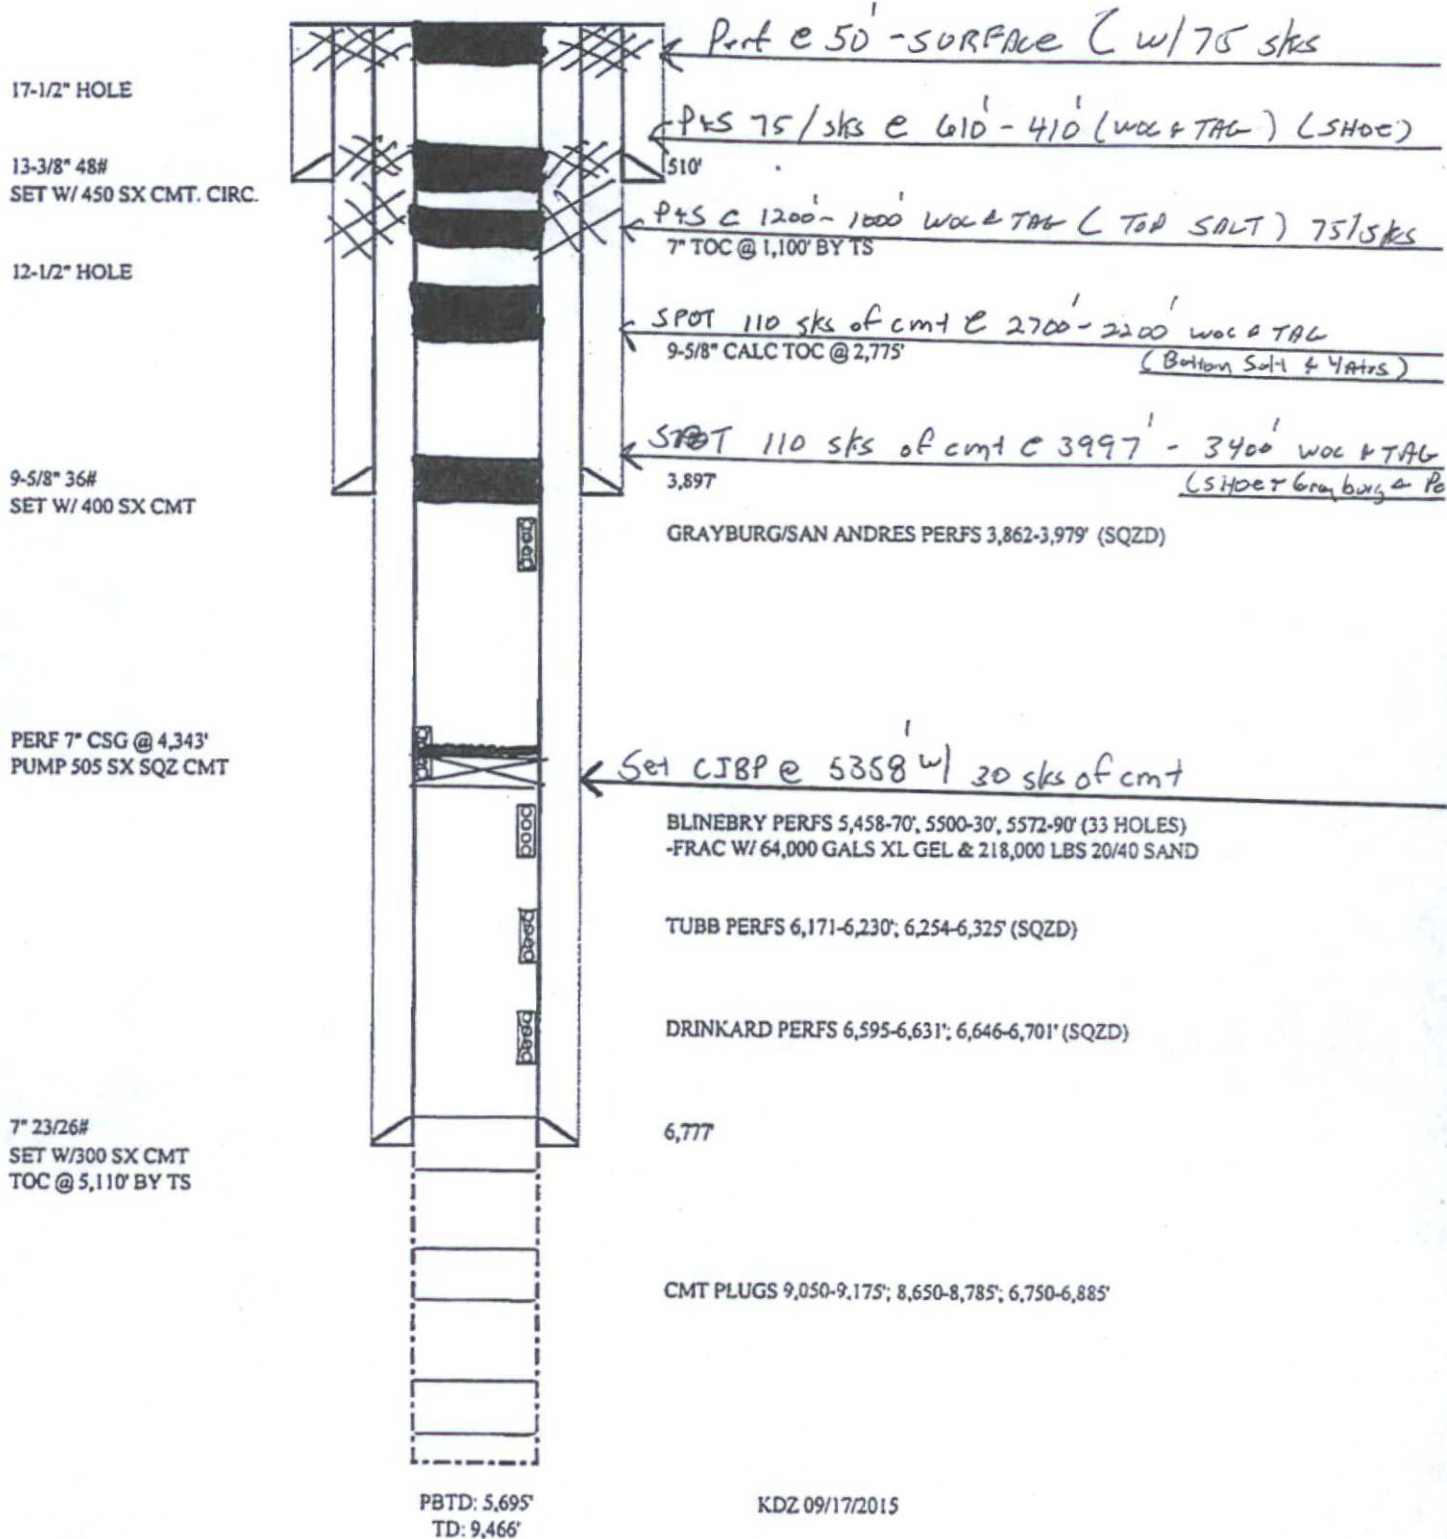 Perf @ 50' - SURFACE ( w/ 75 sks
17-1/2" HOLE
P&S 75/sks @ 610' - 410' (WOC & TAG) (SHOE)
13-3/8" 48#
510'
SET W/ 450 SX CMT. CIRC.
P&S @ 1200' - 1000' WOC & TAG ( TOP SALT ) 75/sks
7" TOC @ 1,100' BY TS
12-1/2" HOLE
SPOT 110 sks of cmt @ 2700' - 2200' WOC & TAG
9-5/8" CALC TOC @ 2,775'
(Bottom Salt & Yates)
SPOT 110 sks of cmt @ 3997' - 3400' WOC & TAG
9-5/8" 36#
3,897'
SET W/ 400 SX CMT
(SHOE & Grayburg &
GRAYBURG/SAN ANDRES PERFS 3,862-3,979' (SQZD)
PERF 7" CSG @ 4,343'
PUMP 505 SX SQZ CMT
Set CIBP @ 5358' w/ 30 sks of cmt
BLINEBRY PERFS 5,458-70', 5500-30', 5572-90' (33 HOLES)
-FRAC W/ 64,000 GALS XL GEL & 218,000 LBS 20/40 SAND
TUBB PERFS 6,171-6,230'; 6,254-6,325' (SQZD)
DRINKARD PERFS 6,595-6,631'; 6,646-6,701' (SQZD)
7" 23/26#
6,777'
SET W/300 SX CMT
TOC @ 5,110' BY TS
CMT PLUGS 9,050-9,175'; 8,650-8,785'; 6,750-6,885'
PBTD: 5,695'
KDZ 09/17/2015
TD: 9,466'